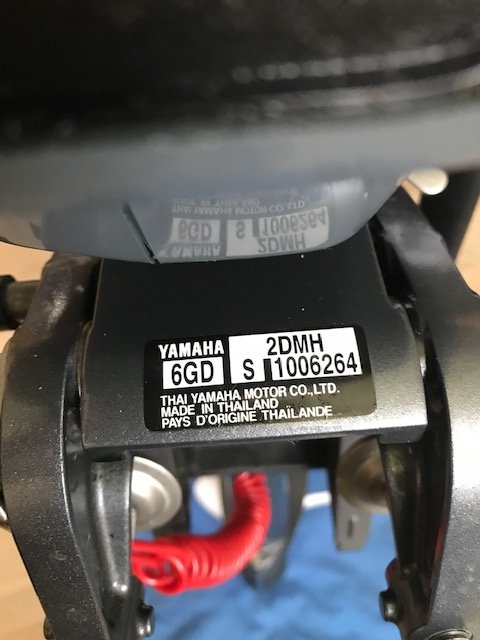 YAMAHA 2DMH
6GD S 1006264
THAI YAMAHA MOTOR CO.,LTD.
MADE IN THAILAND
PAYS D'ORIGINE THAÏLANDE